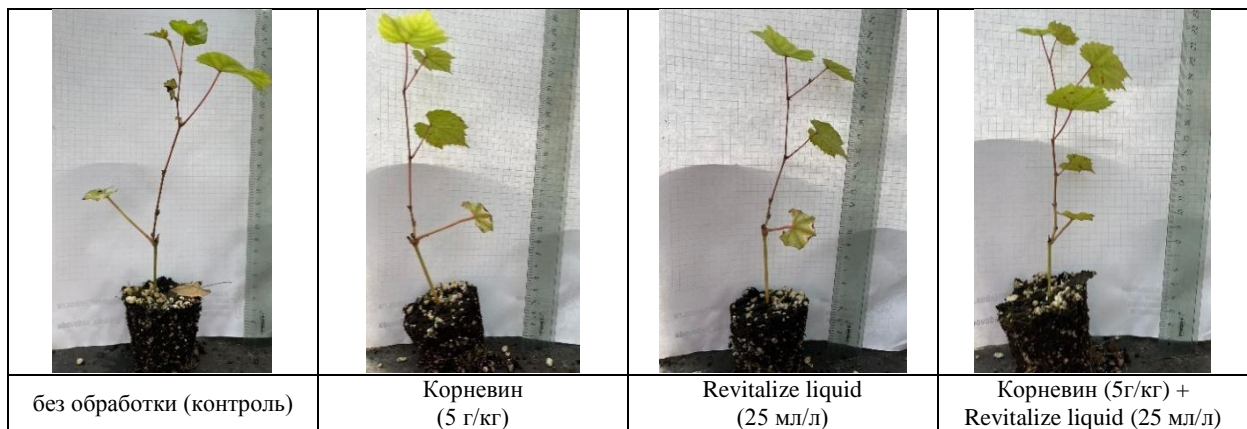 без обработки (контроль)
Корневин
(5 г/кг)
Revitalize liquid
(25 мл/л)
Корневин (5г/кг) +
Revitalize liquid (25 мл/л)